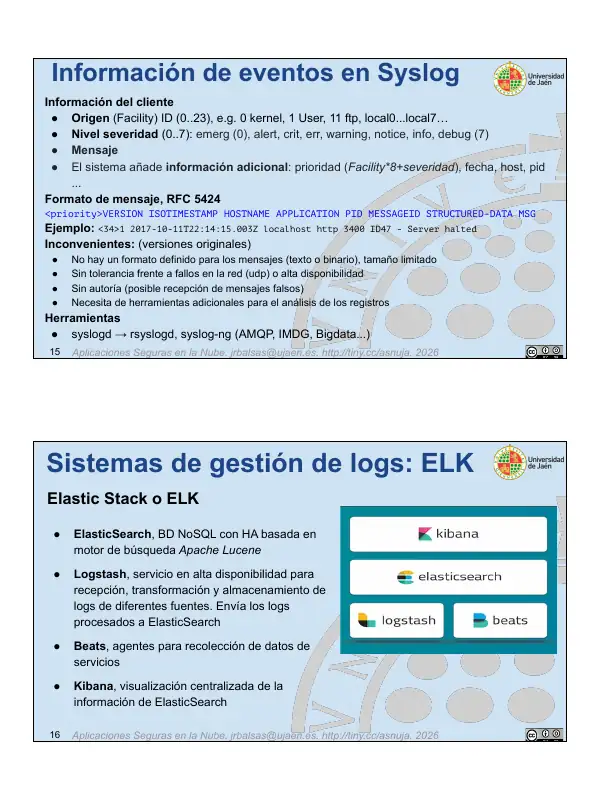 Información de eventos en Syslog
Universidad
de Jaén
Información del cliente
● Origen (Facility) ID (0..23), e.g. 0 kernel, 1 User, 11 ftp, local0...local7…
● Nivel severidad (0..7): emerg (0), alert, crit, err, warning, notice, info, debug (7)
● Mensaje
● El sistema añade información adicional: prioridad (Facility*8+severidad), fecha, host, pid
...
Formato de mensaje, RFC 5424
<priority>VERSION ISOTIMESTAMP HOSTNAME APPLICATION PID MESSAGEID STRUCTURED-DATA MSG
Ejemplo: <34>1 2017-10-11T22:14:15.003Z localhost http 3400 ID47 - Server halted
Inconvenientes: (versiones originales)
● No hay un formato definido para los mensajes (texto o binario), tamaño limitado
● Sin tolerancia frente a fallos en la red (udp) o alta disponibilidad
● Sin autoría (posible recepción de mensajes falsos)
● Necesita de herramientas adicionales para el análisis de los registros
Herramientas
● syslogd → rsyslogd, syslog-ng (AMQP, IMDG, Bigdata...)
15 Aplicaciones Seguras en la Nube. jrbalsas@ujaen.es. http://tiny.cc/asnuja. 2026
Sistemas de gestión de logs: ELK
Universidad
de Jaén
Elastic Stack o ELK
● ElasticSearch, BD NoSQL con HA basada en
motor de búsqueda Apache Lucene
● Logstash, servicio en alta disponibilidad para
recepción, transformación y almacenamiento de
logs de diferentes fuentes. Envía los logs
procesados a ElasticSearch
● Beats, agentes para recolección de datos de
servicios
● Kibana, visualización centralizada de la
información de ElasticSearch
kibana
elasticsearch
logstash
beats
16 Aplicaciones Seguras en la Nube. jrbalsas@ujaen.es. http://tiny.cc/asnuja. 2026